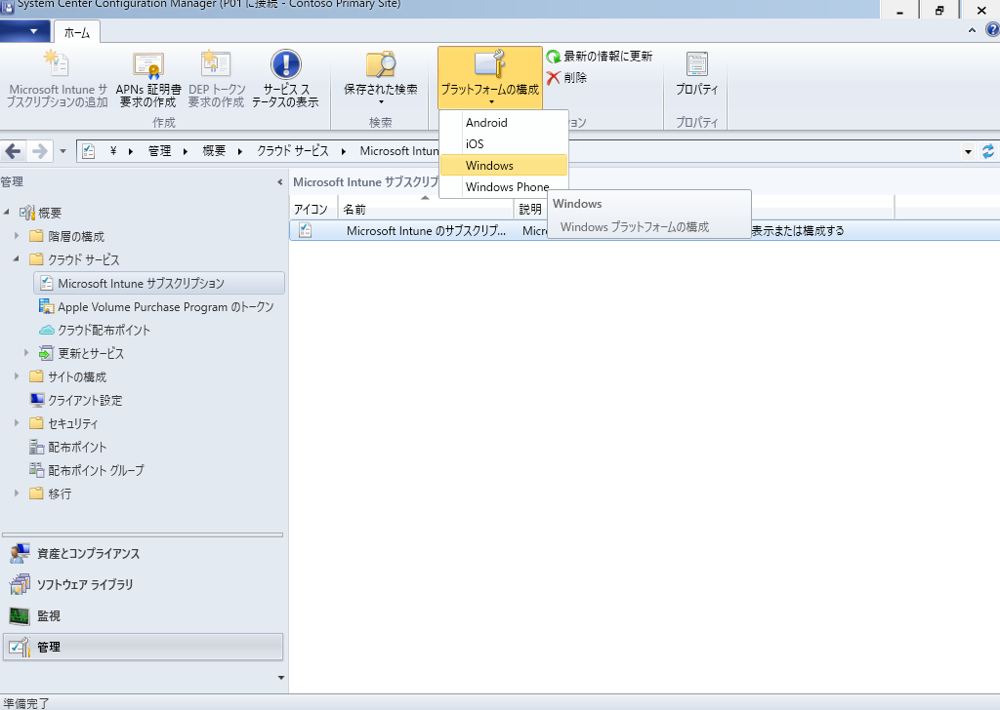 System Center Configuration Manager (P01 に接続 - Contoso Primary Site)
ホーム
Microsoft Intune サ
ブスクリプションの追加
APNs 証明書
要求の作成
DEP トークン
要求の作成
サービス ス
テータスの表示
作成
保存された検索
検索
プラットフォームの構成
最新の情報に更新
削除
ョン
プロパティ
プロパティ
Android
iOS
Windows
Windows Phone
Windows
Windows プラットフォームの構成
¥ 管理 概要 クラウド サービス Microsoft Intun
管理
概要
階層の構成
クラウド サービス
Microsoft Intune サブスクリプション
Apple Volume Purchase Program のトークン
クラウド配布ポイント
更新とサービス
サイトの構成
クライアント設定
セキュリティ
配布ポイント
配布ポイント グループ
移行
資産とコンプライアンス
ソフトウェア ライブラリ
監視
管理
Microsoft Intune サブスクリプ
アイコン 名前 説明
Microsoft Intune のサブスクリプ... Micr 表示または構成する
準備完了